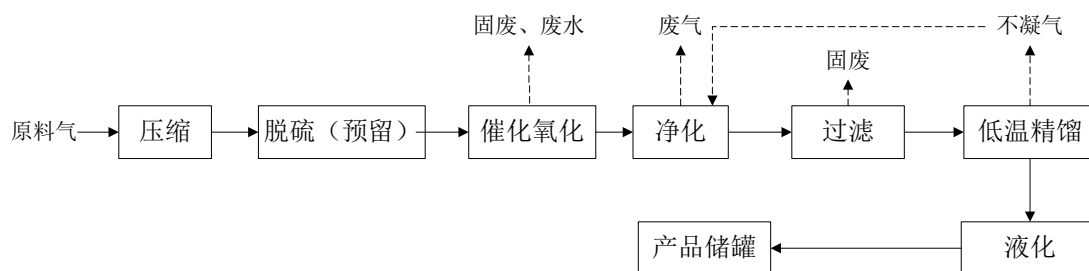 固废、废水
废气
不凝气
固废
原料气
压缩
脱硫（预留）
催化氧化
净化
过滤
低温精馏
产品储罐
液化